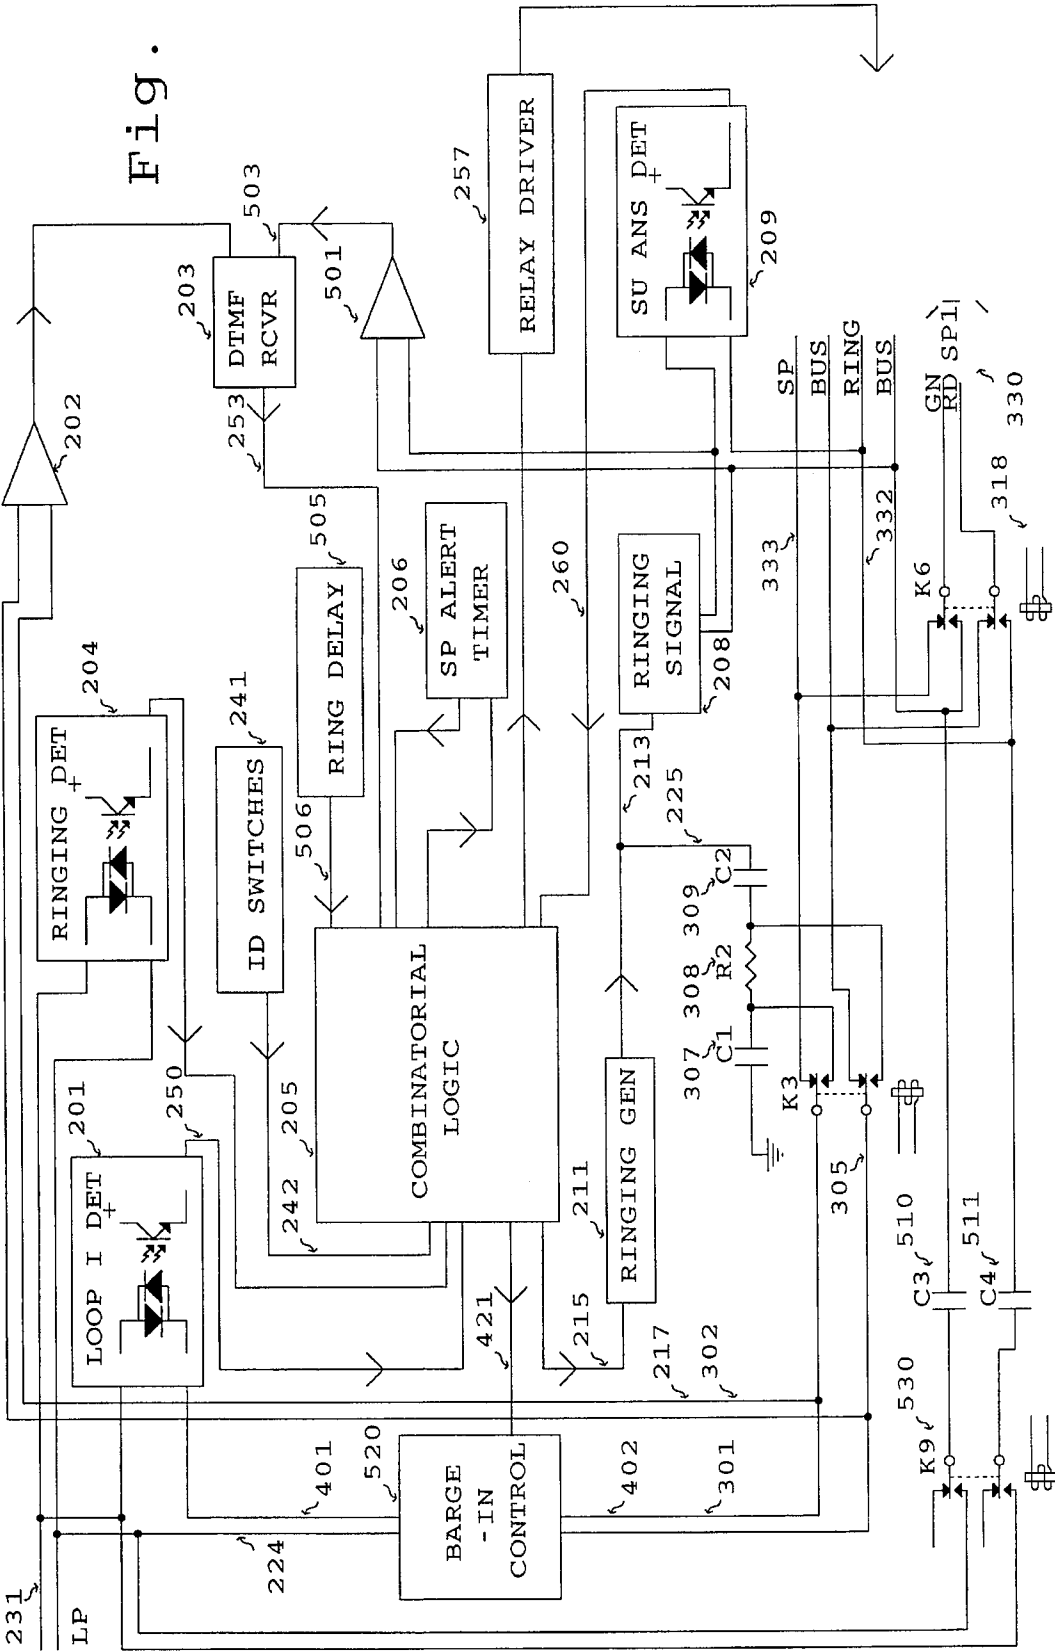 Fig.
231
LP
224
401
LOOP I DET
+
201
250
RINGING DET
+
204
202
ID SWITCHES
241
242
205
COMBINATORIAL
LOGIC
RING DELAY
505
506
253
DTMF
RCVR
203
503
501
SP ALERT
TIMER
206
RELAY DRIVER
257
260
SU ANS DET
+
209
421
215
RINGING GEN
211
213
225
RINGING
SIGNAL
208
217
302
BARGE
-IN
CONTROL
520
402
301
307
C1
308
R2
309
C2
K3
305
333
332
SP
BUS
RING
BUS
GN
RD
SP1
330
K6
318
K9
530
C3
510
C4
511